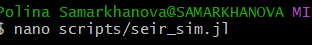 Polina Samarkhanova@SAMARKHANOVA MI
$ nano scripts/seir_sim.jl